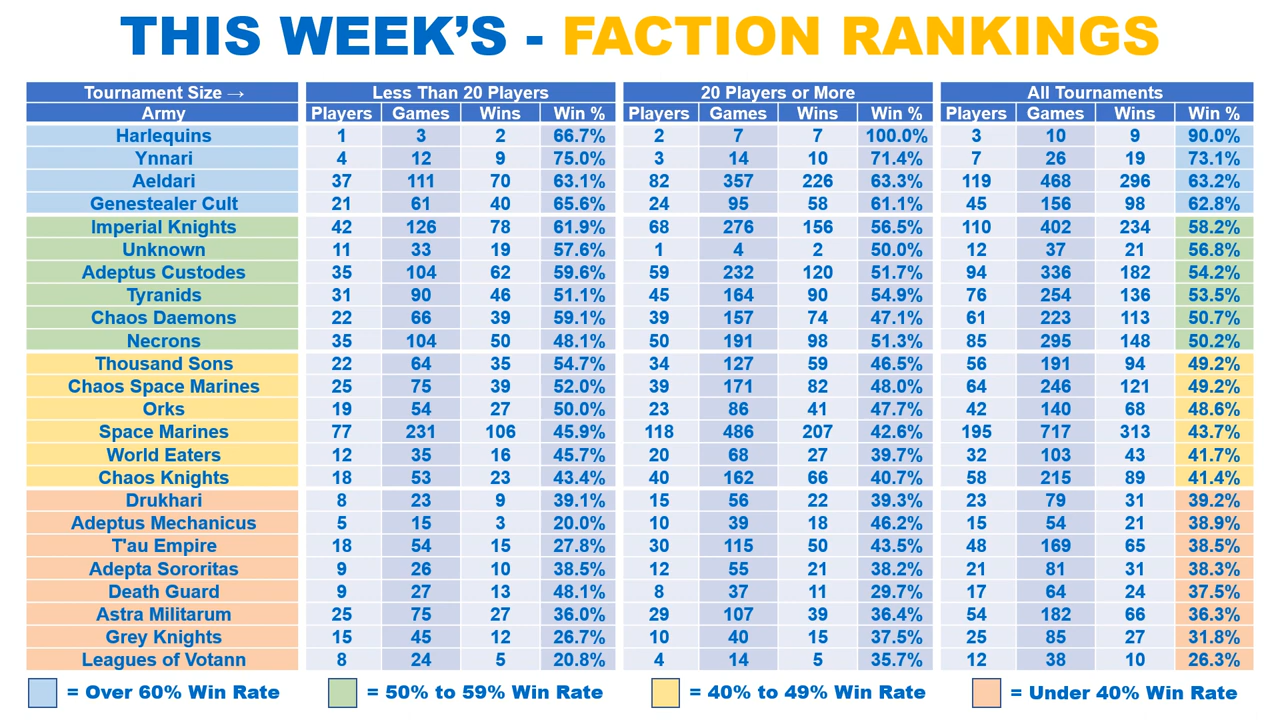 THIS WEEK'S - FACTION RANKINGS
Tournament Size → Less Than 20 Players 20 Players or More All Tournaments
Army Players Games Wins Win % Players Games Wins Win % Players Games Wins Win %
Harlequins 1 3 2 66.7% 2 7 7 100.0% 3 10 9 90.0%
Ynnari 4 12 9 75.0% 3 14 10 71.4% 7 26 19 73.1%
Aeldari 37 111 70 63.1% 82 357 226 63.3% 119 468 296 63.2%
Genestealer Cult 21 61 40 65.6% 24 95 58 61.1% 45 156 98 62.8%
Imperial Knights 42 126 78 61.9% 68 276 156 56.5% 110 402 234 58.2%
Unknown 11 33 19 57.6% 1 4 2 50.0% 12 37 21 56.8%
Adeptus Custodes 35 104 62 59.6% 59 232 120 51.7% 94 336 182 54.2%
Tyranids 31 90 46 51.1% 45 164 90 54.9% 76 254 136 53.5%
Chaos Daemons 22 66 39 59.1% 39 157 74 47.1% 61 223 113 50.7%
Necrons 35 104 50 48.1% 50 191 98 51.3% 85 295 148 50.2%
Thousand Sons 22 64 35 54.7% 34 127 59 46.5% 56 191 94 49.2%
Chaos Space Marines 25 75 39 52.0% 39 171 82 48.0% 64 246 121 49.2%
Orks 19 54 27 50.0% 23 86 41 47.7% 42 140 68 48.6%
Space Marines 77 231 106 45.9% 118 486 207 42.6% 195 717 313 43.7%
World Eaters 12 35 16 45.7% 20 68 27 39.7% 32 103 43 41.7%
Chaos Knights 18 53 23 43.4% 40 162 66 40.7% 58 215 89 41.4%
Drukhari 8 23 9 39.1% 15 56 22 39.3% 23 79 31 39.2%
Adeptus Mechanicus 5 15 3 20.0% 10 39 18 46.2% 15 54 21 38.9%
T'au Empire 18 54 15 27.8% 30 115 50 43.5% 48 169 65 38.5%
Adepta Sororitas 9 26 10 38.5% 12 55 21 38.2% 21 81 31 38.3%
Death Guard 9 27 13 48.1% 8 37 11 29.7% 17 64 24 37.5%
Astra Militarum 25 75 27 36.0% 29 107 39 36.4% 54 182 66 36.3%
Grey Knights 15 45 12 26.7% 10 40 15 37.5% 25 85 27 31.8%
Leagues of Votann 8 24 5 20.8% 4 14 5 35.7% 12 38 10 26.3%
= Over 60% Win Rate = 50% to 59% Win Rate = 40% to 49% Win Rate = Under 40% Win Rate